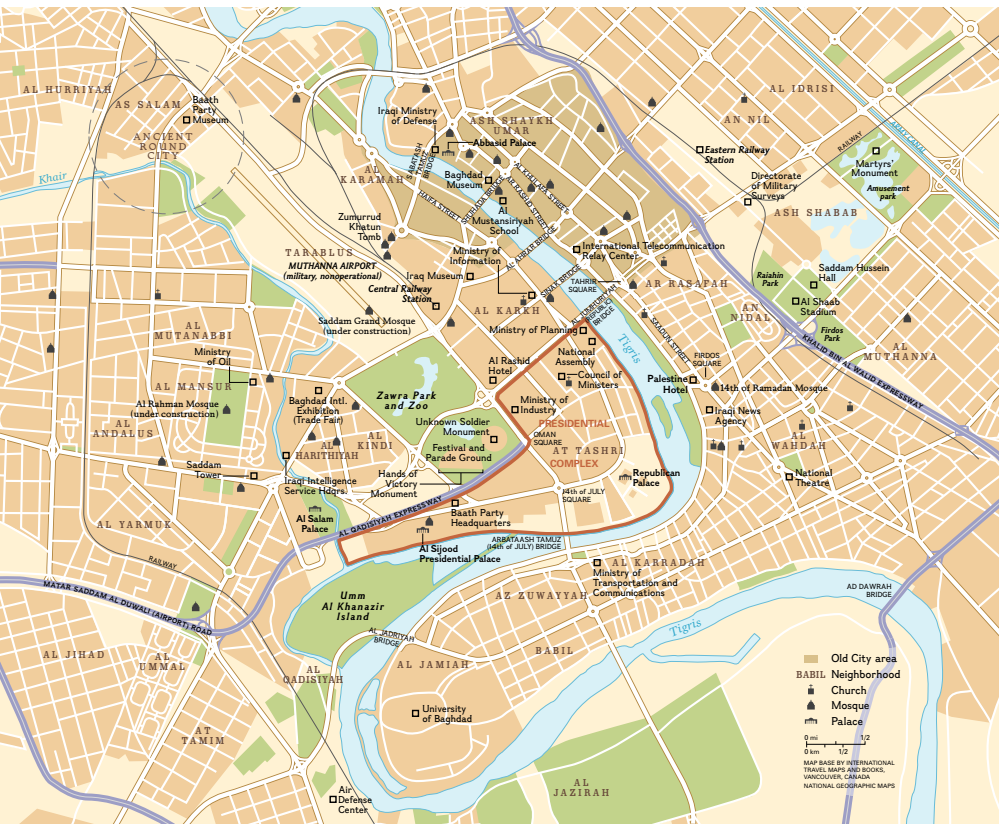 AL HURRIYAH
AS SALAM
Baath
Party
Museum
ANCIENT
ROUND
CITY
Khair
Iraqi Ministry
of Defense
ASH SHAYKH
UMAR
Abbasid Palace
SABATASH
TAMUZ
BRIDGE
AL
KARAMAH
Baghdad
Museum
HAIFA STREET
SHUHADA BRIDGE
AR RASHID STREET
AL KHULAFA STREET
Al
Mustansiriyah
School
AL IDRISI
AN NIL
Eastern Railway
Station
RAILWAY
ARMY CANAL
Martyrs'
Monument
Amusement
park
Directorate
of Military
Surveys
ASH SHABAB
Zumurrud
Khatun
Tomb
TARABLUS
MUTHANNA AIRPORT
(military, nonoperational)
Ministry of
Information
AL AHRAR BRIDGE
International Telecommunication
Relay Center
Iraq Museum
Central Railway
Station
SINAK BRIDGE
TAHRIR
SQUARE
AR RASAFAH
Raiahin
Park
Saddam Hussein
Hall
Al Shaab
Stadium
AL KARKH
AL JUMHURIYAH
(REPUBLIC)
BRIDGE
Saddam Grand Mosque
(under construction)
AN
NIDAL
Firdos
Park
AL
MUTANABBI
Ministry of Planning
Tigris
SAADUN STREET
KHALID BIN AL WALID EXPRESSWAY
AL
MUTHANNA
Ministry
of Oil
National
Assembly
Al Rashid
Hotel
Council of
Ministers
FIRDOS
SQUARE
Palestine
Hotel
14th of Ramadan Mosque
AL MANSUR
Baghdad Intl.
Exhibition
(Trade Fair)
Zawra Park
and Zoo
Al Rahman Mosque
(under construction)
Ministry of
Industry
Iraqi News
Agency
AL
ANDALUS
Unknown Soldier
Monument
PRESIDENTIAL
AL
KINDI
AL
HARITHIYAH
OMAN
SQUARE
Festival and
Parade Ground
AT TASHRI
COMPLEX
AL
WAHDAH
Saddam
Tower
Iraqi Intelligence
Service Hdqrs.
Hands of
Victory
Monument
Republican
Palace
National
Theatre
14th of JULY
SQUARE
Al Salam
Palace
AL QADISIYAH EXPRESSWAY
Baath Party
Headquarters
AL YARMUK
Al Sijood
Presidential Palace
ARBATAASH TAMUZ
(14th of JULY) BRIDGE
RAILWAY
AL KARRADAH
Ministry of
Transportation and
Communications
MATAR SADDAM AL DUWALI (AIRPORT) ROAD
Umm
Al Khanazir
Island
AZ ZUWAYYAH
AD DAWRAH
BRIDGE
Tigris
AL JADRIYAH
BRIDGE
AL JIHAD
AL
UMMAL
AL
QADISIYAH
AL JAMIAH
BABIL
University
of Baghdad
AT
TAMIM
Air
Defense
Center
AL
JAZIRAH
Old City area
BABIL Neighborhood
Church
Mosque
Palace
0 mi 1/2
0 km 1/2
MAP BASE BY INTERNATIONAL
TRAVEL MAPS AND BOOKS,
VANCOUVER, CANADA
NATIONAL GEOGRAPHIC MAPS